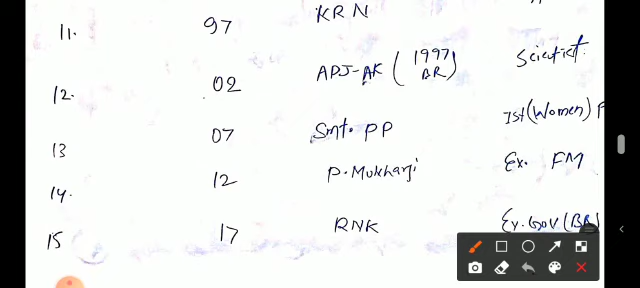 11. 97 KRN
12. 02 APJ-AK (1997 BR) Scientist
13 07 Smt. PP 1st (Women) P
14. 12 P. Mukharji Ex. FM
15 17 RNK Ex. Gov (BR)